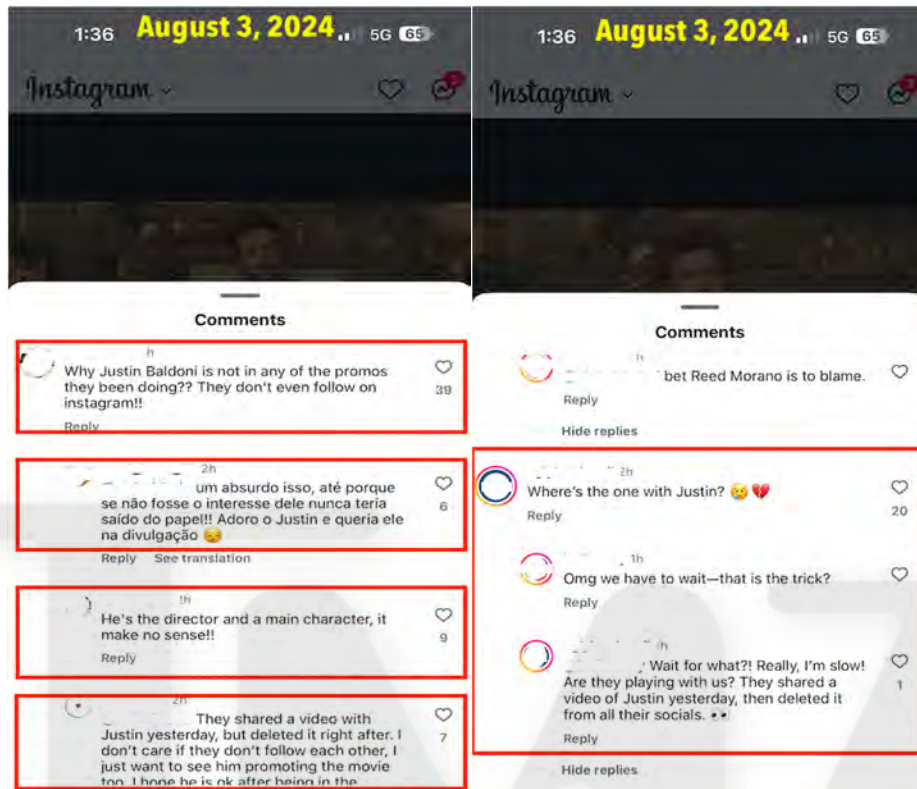 1:36 August 3, 2024 5G 65
Instagram
Comments
h
Why Justin Baldoni is not in any of the promos
they been doing?? They don't even follow on
instagram!!
39
Reply
2h
um absurdo isso, até porque
se não fosse o interesse dele nunca teria
saído do papel!! Adoro o Justin e queria ele
na divulgação 😔
6
Reply See translation
He's the director and a main character, it
make no sense!!
9
Reply
2h
They shared a video with
Justin yesterday, but deleted it right after. I
don't care if they don't follow each other, I
just want to see him promoting the movie
too. I hope he is ok after being in the
7
1:36 August 3, 2024 5G 65
Instagram
Comments
bet Reed Morano is to blame.
Reply
Hide replies
2h
Where's the one with Justin? 😢 💔
20
Reply
1h
Omg we have to wait—that is the trick?
Reply
Wait for what?! Really, I'm slow!
Are they playing with us? They shared a
video of Justin yesterday, then deleted it
from all their socials. 👀
1
Reply
Hide replies